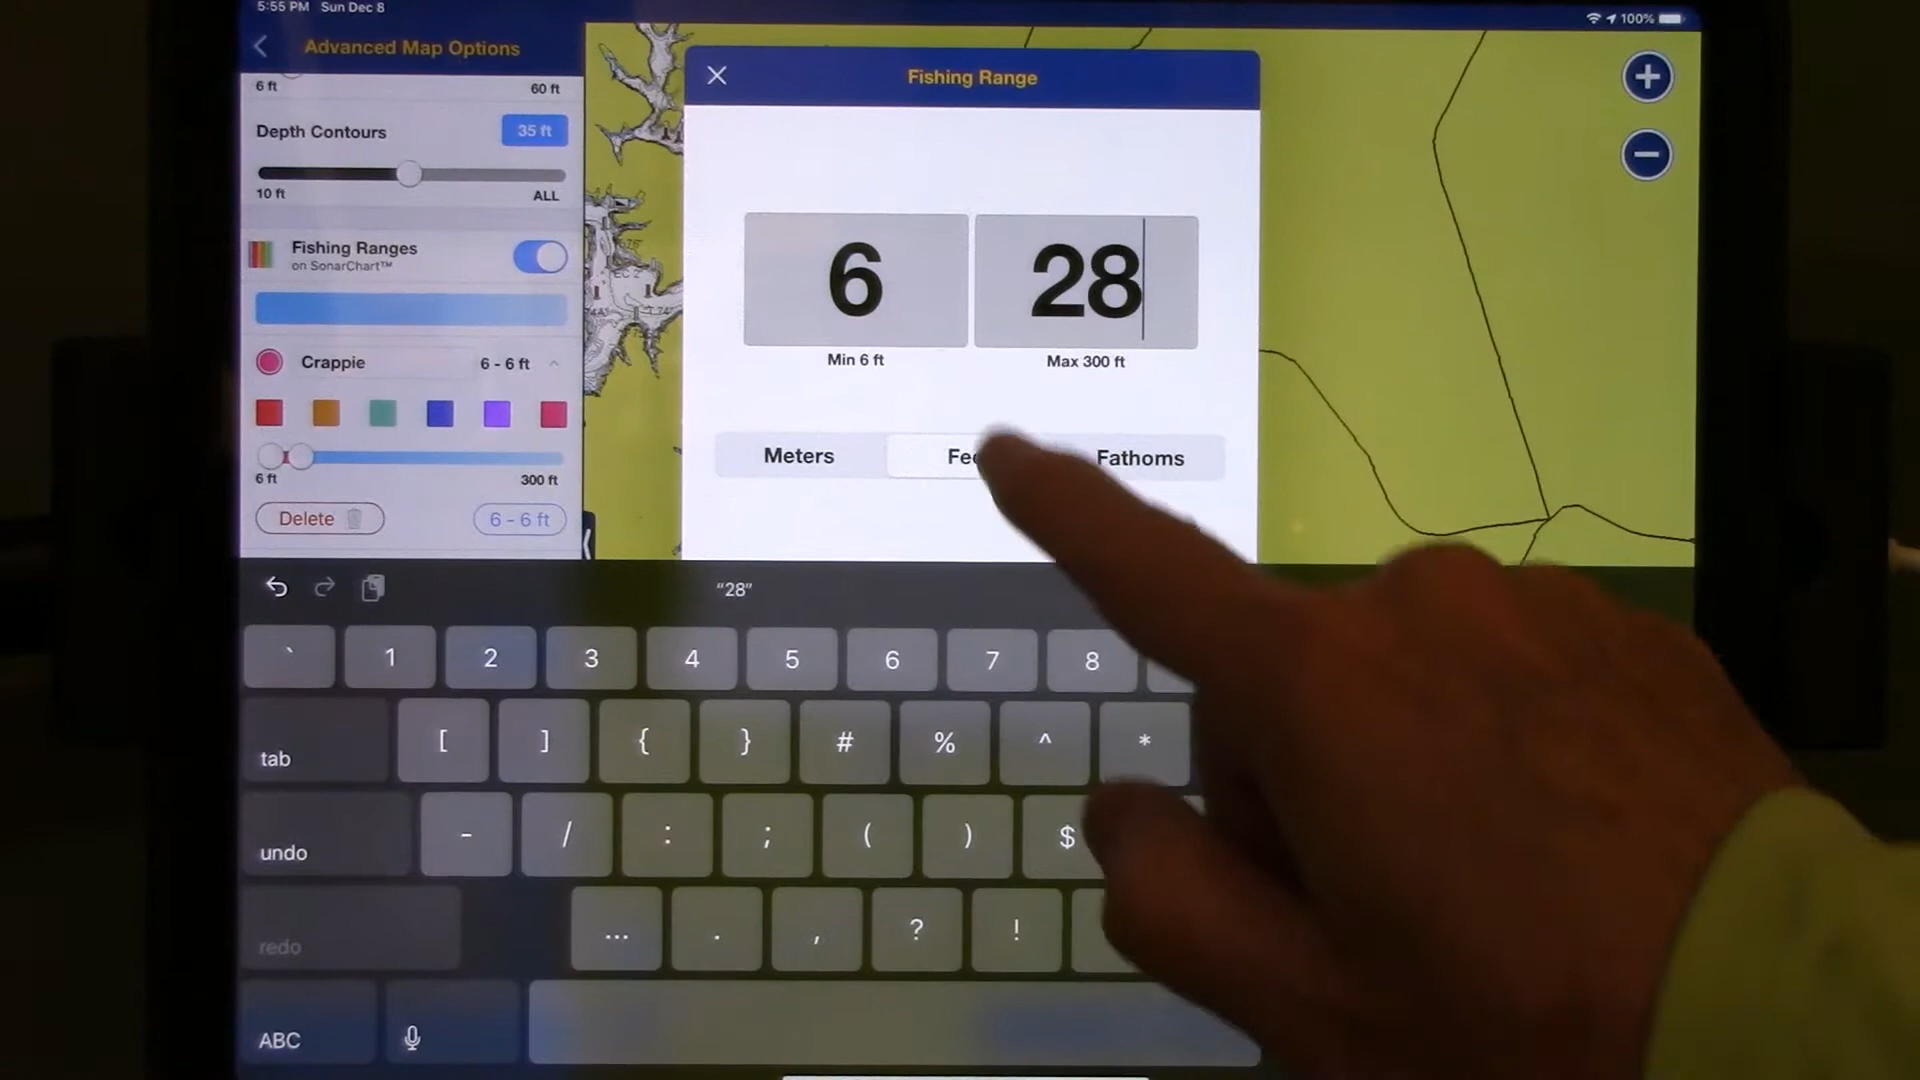 5:55 PM Sun Dec 8
100%
Advanced Map Options
6 ft 60 ft
Depth Contours 35 ft
10 ft ALL
Fishing Ranges
on SonarChart™
Crappie 6 - 6 ft
6 ft 300 ft
Delete 6 - 6 ft
Fishing Range
6 28
Min 6 ft Max 300 ft
Meters Fee Fathoms
"28"
` 1 2 3 4 5 6 7 8
tab [ ] { } # % ^ *
undo - / : ; ( ) $
redo ... . , ? !
ABC